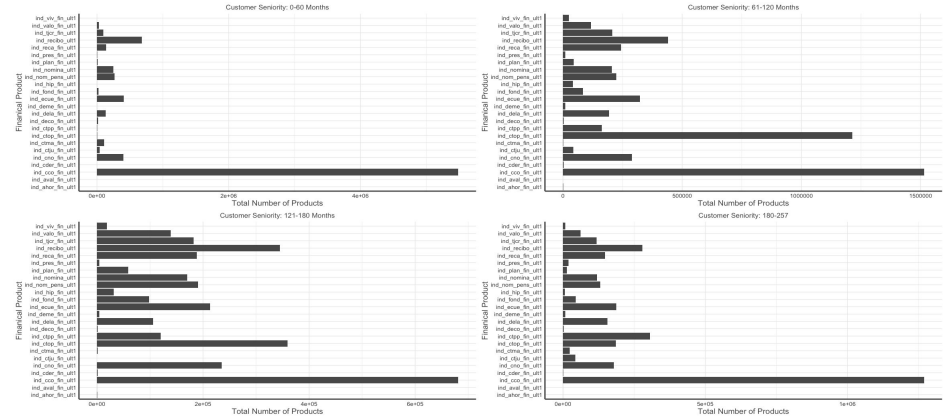 Customer Seniority: 0-60 Months
Finanical Product
ind_viv_fin_ult1
ind_valo_fin_ult1
ind_tjcr_fin_ult1
ind_recibo_ult1
ind_reca_fin_ult1
ind_pres_fin_ult1
ind_plan_fin_ult1
ind_nomina_ult1
ind_nom_pens_ult1
ind_hip_fin_ult1
ind_fond_fin_ult1
ind_ecue_fin_ult1
ind_deme_fin_ult1
ind_dela_fin_ult1
ind_deco_fin_ult1
ind_ctpp_fin_ult1
ind_ctop_fin_ult1
ind_ctma_fin_ult1
ind_ctju_fin_ult1
ind_cno_fin_ult1
ind_cder_fin_ult1
ind_cco_fin_ult1
ind_aval_fin_ult1
ind_ahor_fin_ult1
0e+00 2e+06 4e+06
Total Number of Products
Customer Seniority: 61-120 Months
Finanical Product
ind_viv_fin_ult1
ind_valo_fin_ult1
ind_tjcr_fin_ult1
ind_recibo_ult1
ind_reca_fin_ult1
ind_pres_fin_ult1
ind_plan_fin_ult1
ind_nomina_ult1
ind_nom_pens_ult1
ind_hip_fin_ult1
ind_fond_fin_ult1
ind_ecue_fin_ult1
ind_deme_fin_ult1
ind_dela_fin_ult1
ind_deco_fin_ult1
ind_ctpp_fin_ult1
ind_ctop_fin_ult1
ind_ctma_fin_ult1
ind_ctju_fin_ult1
ind_cno_fin_ult1
ind_cder_fin_ult1
ind_cco_fin_ult1
ind_aval_fin_ult1
ind_ahor_fin_ult1
0 500000 1000000 1500000
Total Number of Products
Customer Seniority: 121-180 Months
Finanical Product
ind_viv_fin_ult1
ind_valo_fin_ult1
ind_tjcr_fin_ult1
ind_recibo_ult1
ind_reca_fin_ult1
ind_pres_fin_ult1
ind_plan_fin_ult1
ind_nomina_ult1
ind_nom_pens_ult1
ind_hip_fin_ult1
ind_fond_fin_ult1
ind_ecue_fin_ult1
ind_deme_fin_ult1
ind_dela_fin_ult1
ind_deco_fin_ult1
ind_ctpp_fin_ult1
ind_ctop_fin_ult1
ind_ctma_fin_ult1
ind_ctju_fin_ult1
ind_cno_fin_ult1
ind_cder_fin_ult1
ind_cco_fin_ult1
ind_aval_fin_ult1
ind_ahor_fin_ult1
0e+00 2e+05 4e+05 6e+05
Total Number of Products
Customer Seniority: 180-257
Finanical Product
ind_viv_fin_ult1
ind_valo_fin_ult1
ind_tjcr_fin_ult1
ind_recibo_ult1
ind_reca_fin_ult1
ind_pres_fin_ult1
ind_plan_fin_ult1
ind_nomina_ult1
ind_nom_pens_ult1
ind_hip_fin_ult1
ind_fond_fin_ult1
ind_ecue_fin_ult1
ind_deme_fin_ult1
ind_dela_fin_ult1
ind_deco_fin_ult1
ind_ctpp_fin_ult1
ind_ctop_fin_ult1
ind_ctma_fin_ult1
ind_ctju_fin_ult1
ind_cno_fin_ult1
ind_cder_fin_ult1
ind_cco_fin_ult1
ind_aval_fin_ult1
ind_ahor_fin_ult1
0e+00 5e+05 1e+06
Total Number of Products